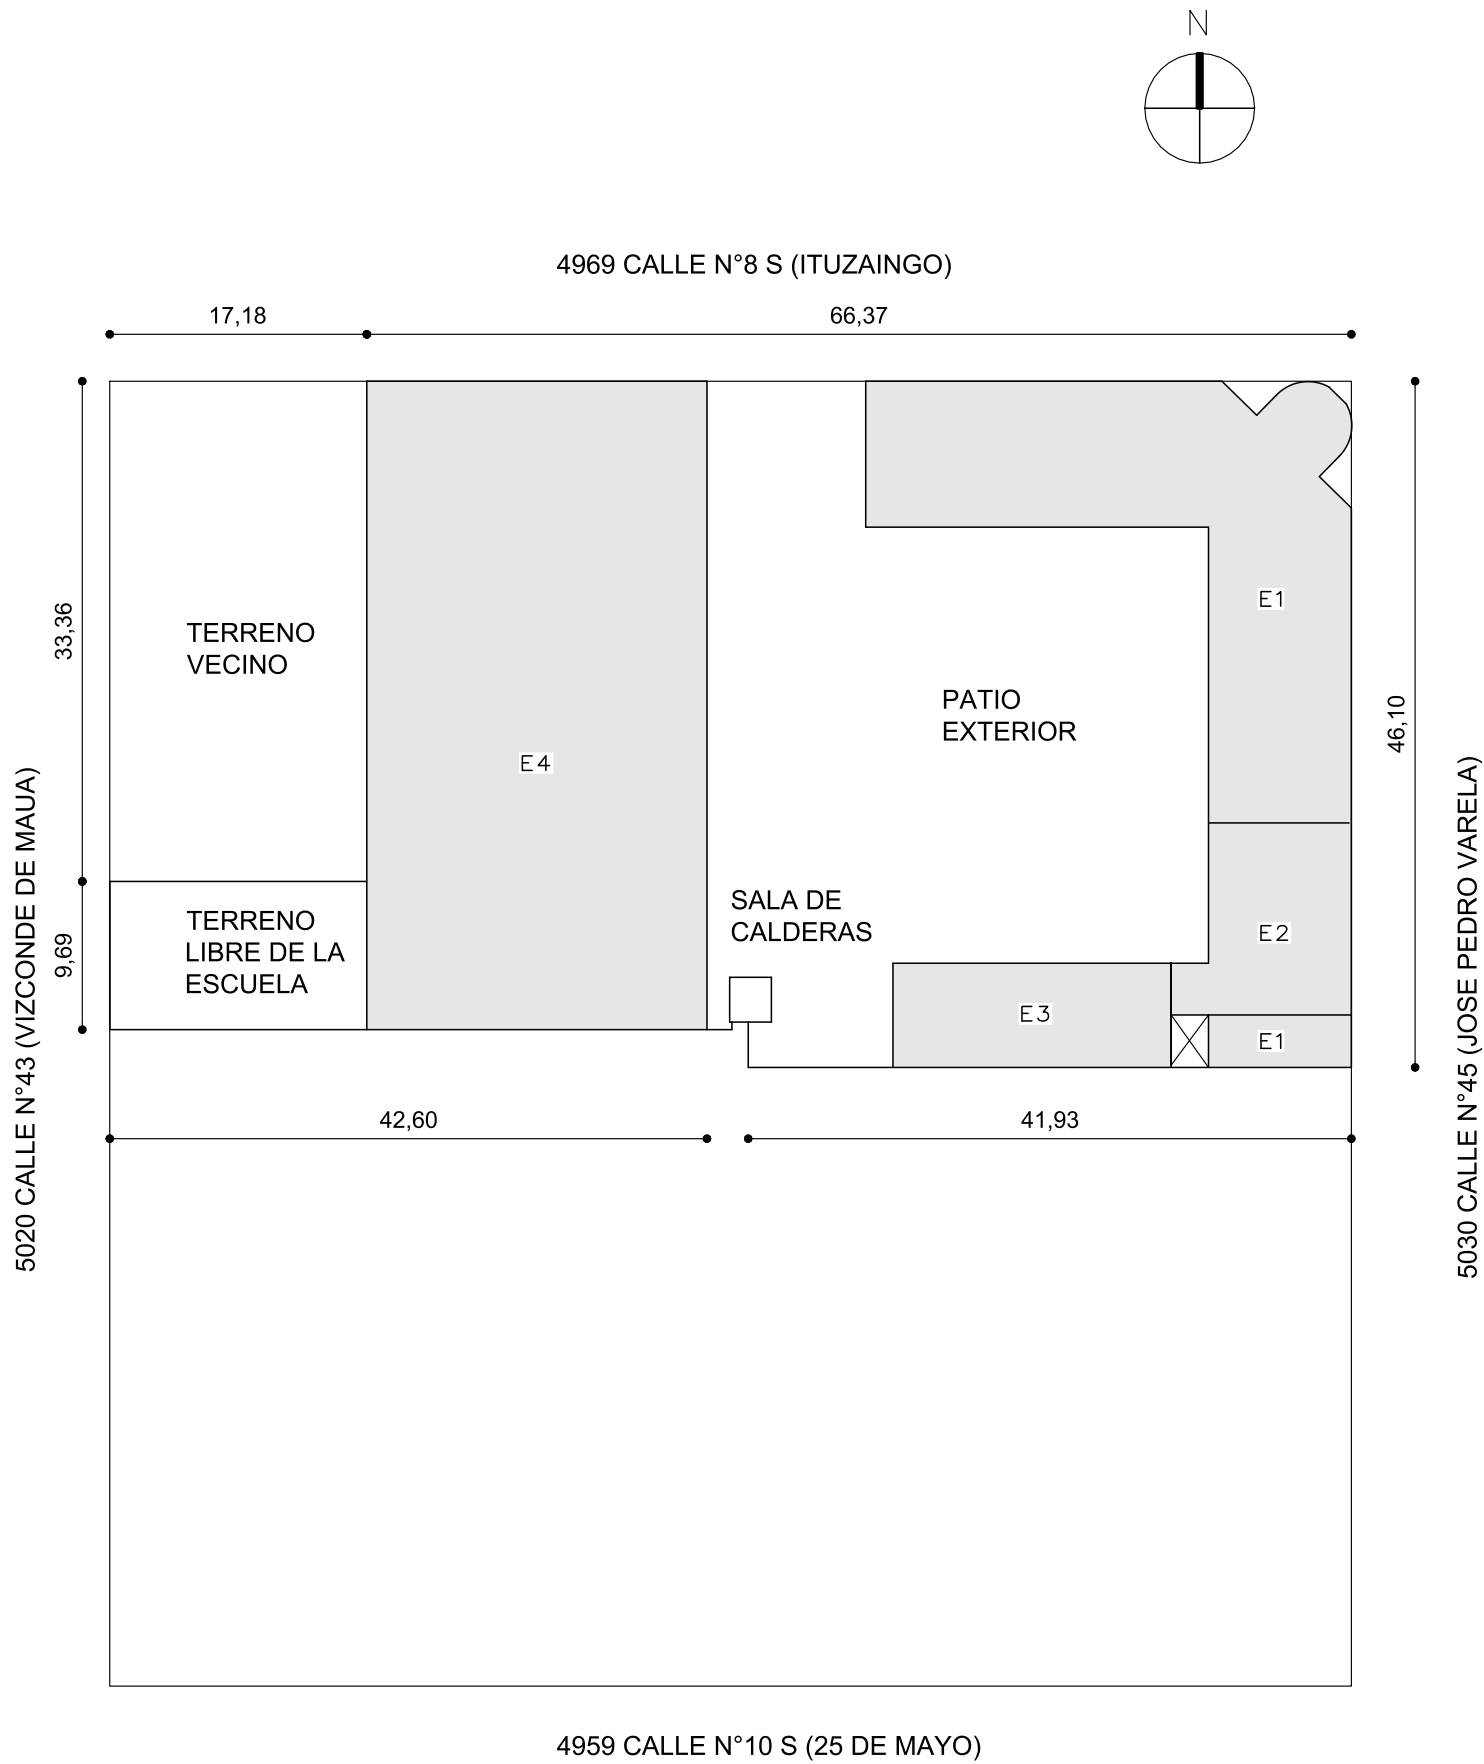 N
4969 CALLE N°8 S (ITUZAINGO)
17,18
66,37
33,36
TERRENO
VECINO
E1
PATIO
EXTERIOR
46,10
E4
5020 CALLE N°43 (VIZCONDE DE MAUA)
5030 CALLE N°45 (JOSE PEDRO VARELA)
9,69
TERRENO
LIBRE DE LA
ESCUELA
SALA DE
CALDERAS
E2
E3
E1
42,60
41,93
4959 CALLE N°10 S (25 DE MAYO)